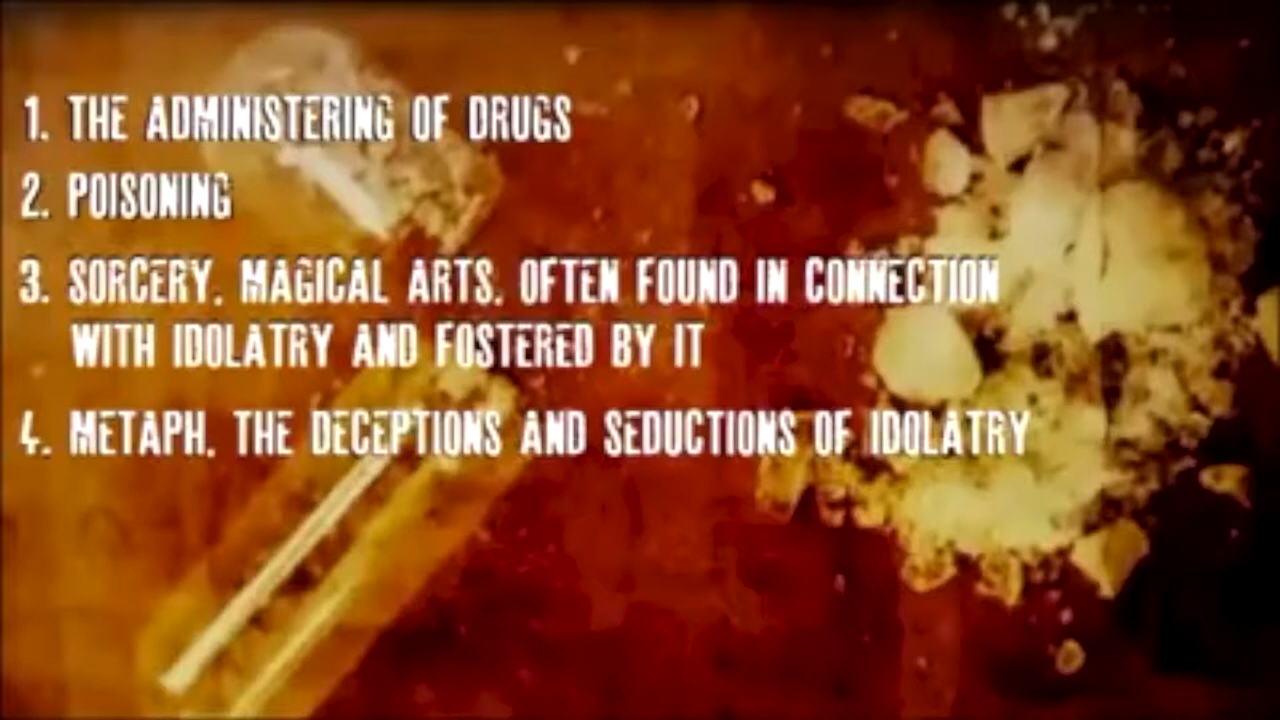 1. THE ADMINISTERING OF DRUGS
2. POISONING
3. SORCERY, MAGICAL ARTS, OFTEN FOUND IN CONNECTION
WITH IDOLATRY AND FOSTERED BY IT
4. METAPH. THE DECEPTIONS AND SEDUCTIONS OF IDOLATRY